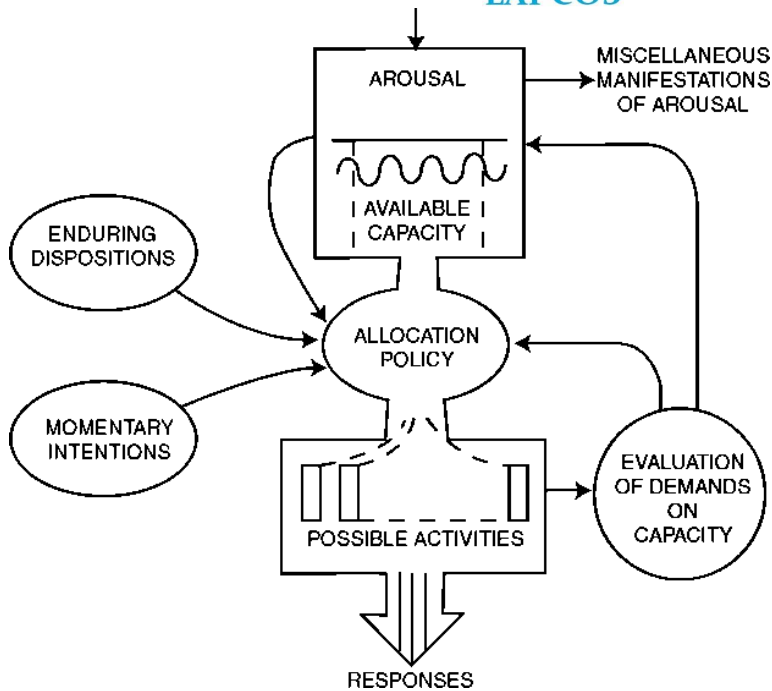 AROUSAL
MISCELLANEOUS
MANIFESTATIONS
OF AROUSAL
AVAILABLE
CAPACITY
ENDURING
DISPOSITIONS
ALLOCATION
POLICY
MOMENTARY
INTENTIONS
EVALUATION
OF DEMANDS
ON
CAPACITY
POSSIBLE ACTIVITIES
RESPONSES